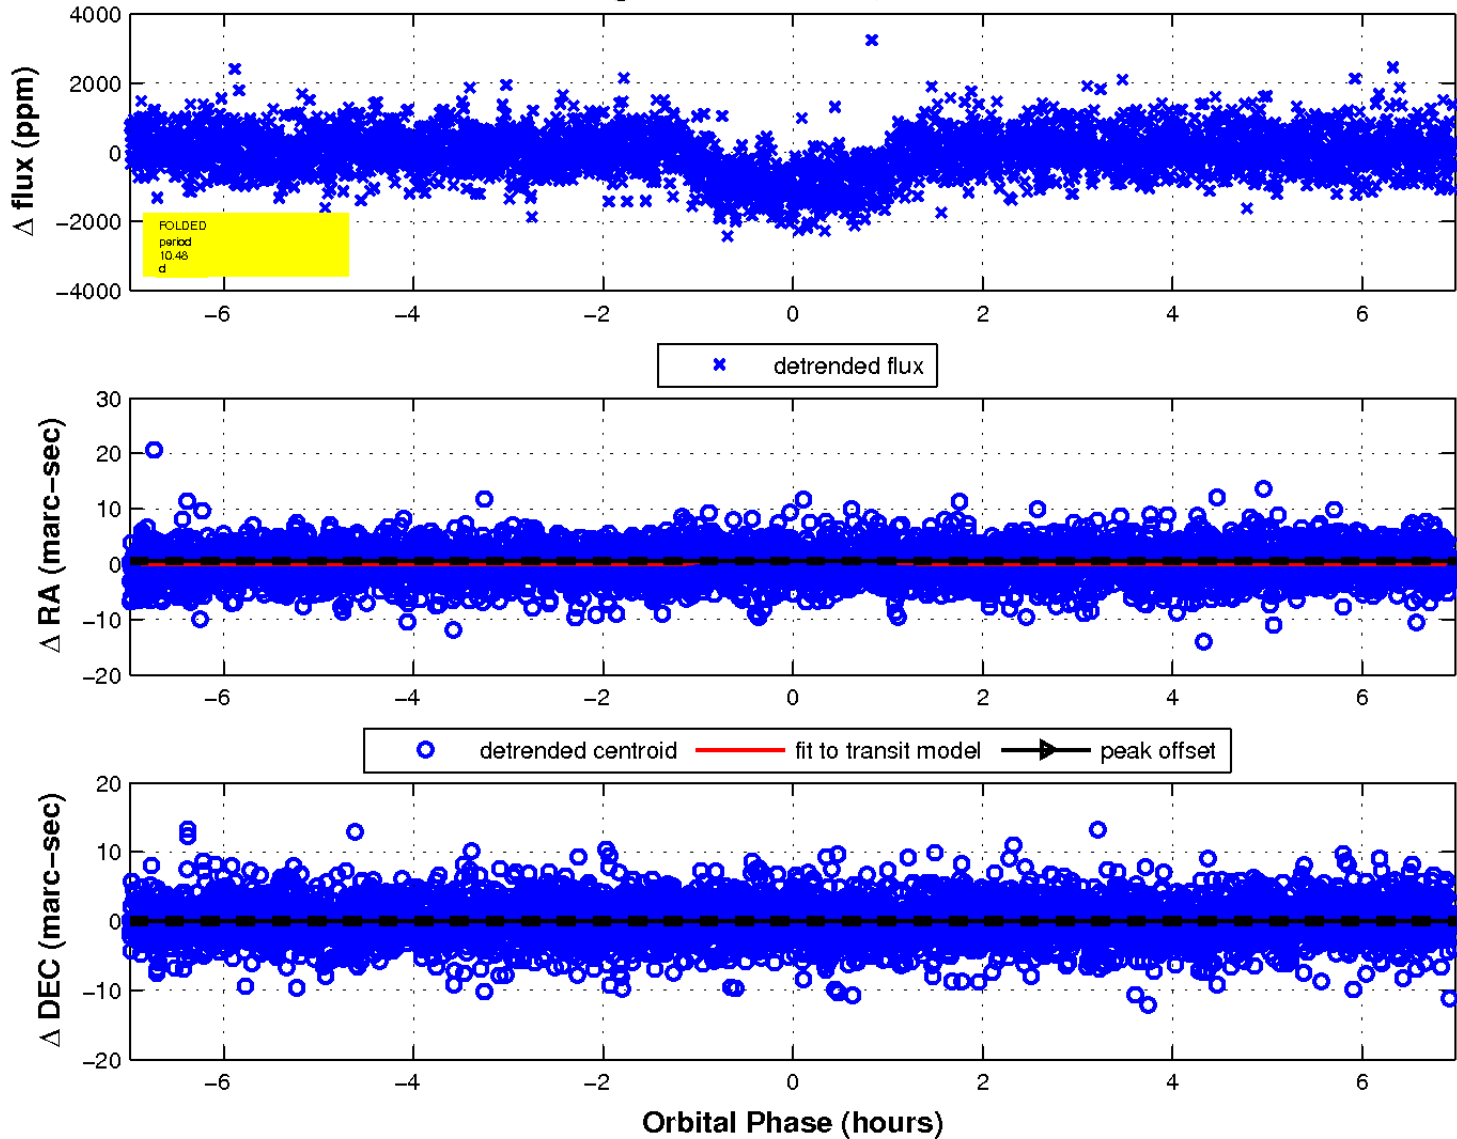 4000
2000
0
−2000
−4000
Δ flux (ppm)
FOLDED
period
10.46
d
−6 −4 −2 0 2 4 6
detrended flux
30
20
10
0
−10
−20
Δ RA (marc−sec)
−6 −4 −2 0 2 4 6
detrended centroid fit to transit model peak offset
20
10
0
−10
−20
Δ DEC (marc−sec)
−6 −4 −2 0 2 4 6
Orbital Phase (hours)